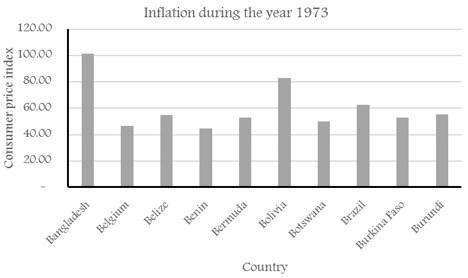 Inflation during the year 1973
120.00
100.00
80.00
60.00
40.00
20.00
-
Consumer price index
Bangladesh
Belgium
Belize
Benin
Bermuda
Bolivia
Botswana
Brazil
Burkina Faso
Burundi
Country